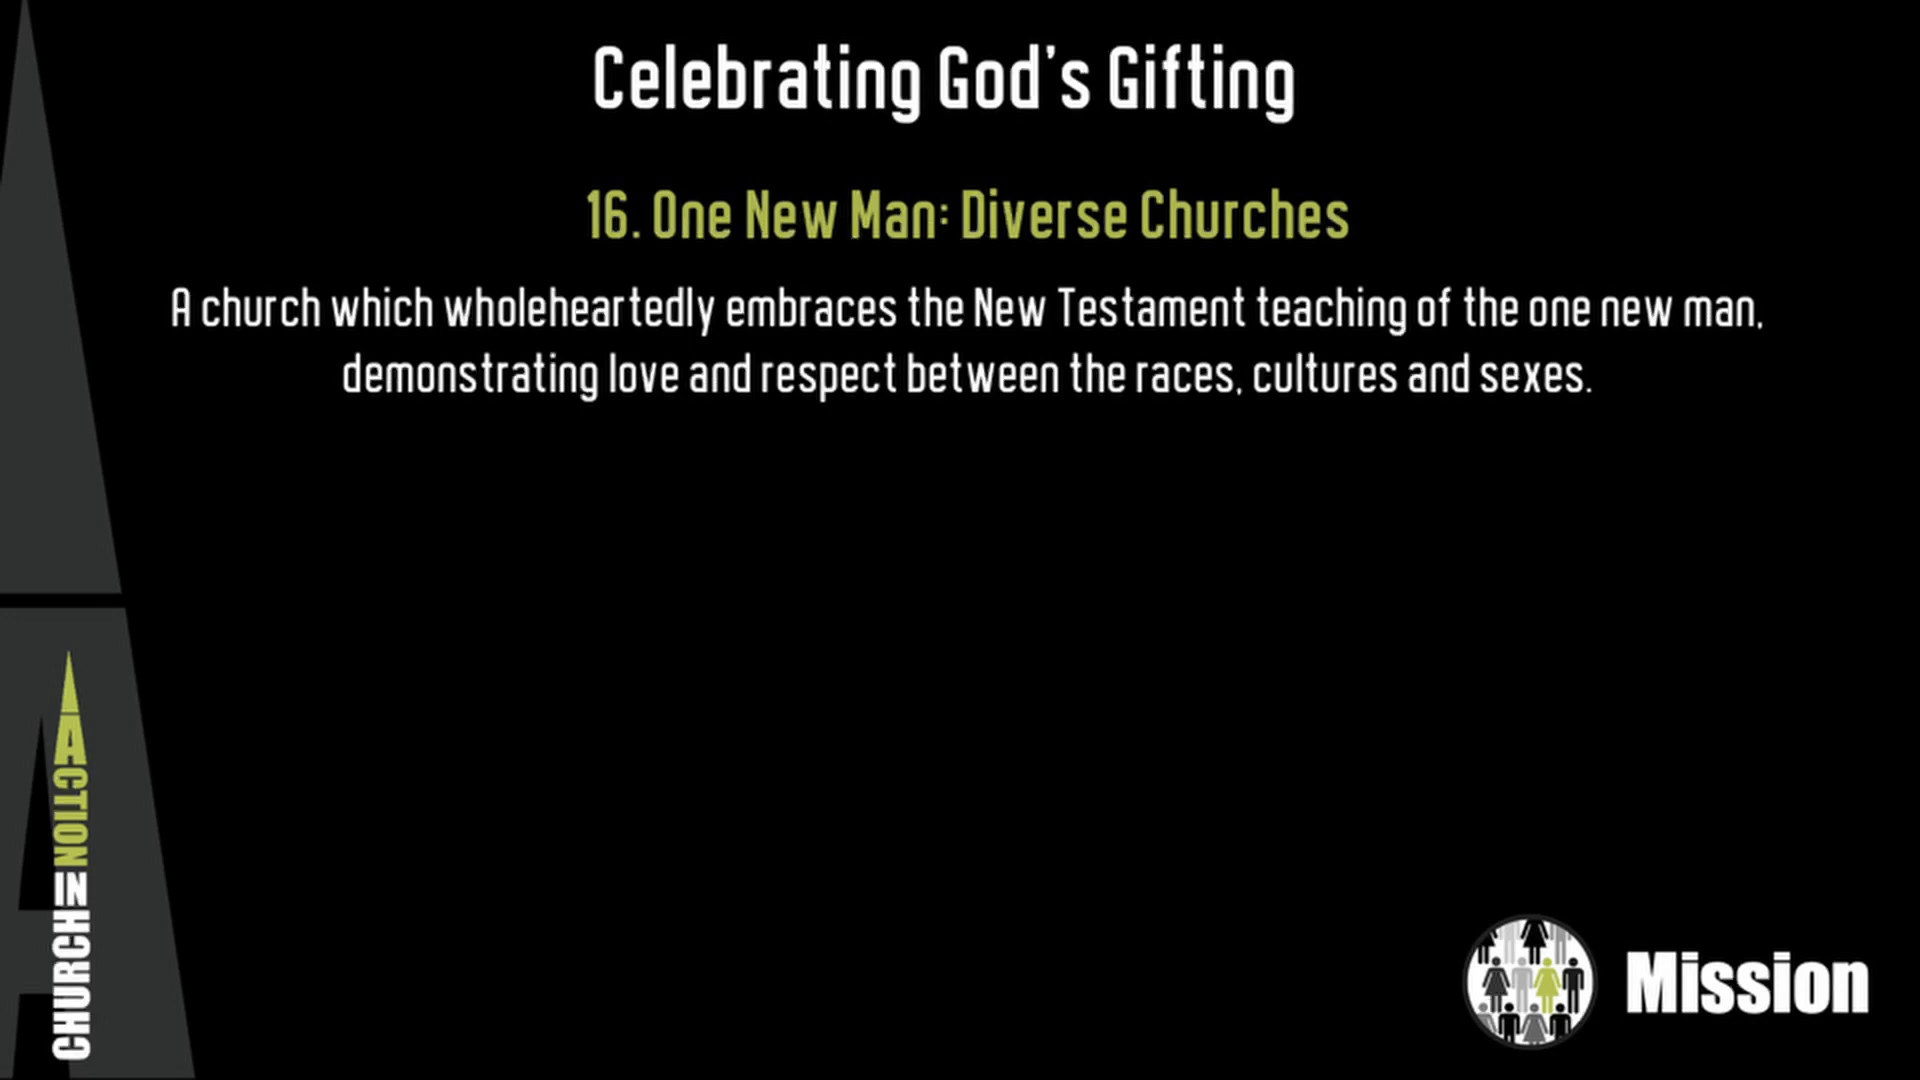 Celebrating God's Gifting
16. One New Man: Diverse Churches
A church which wholeheartedly embraces the New Testament teaching of the one new man,
demonstrating love and respect between the races, cultures and sexes.
CHURCH IN ACTION
Mission